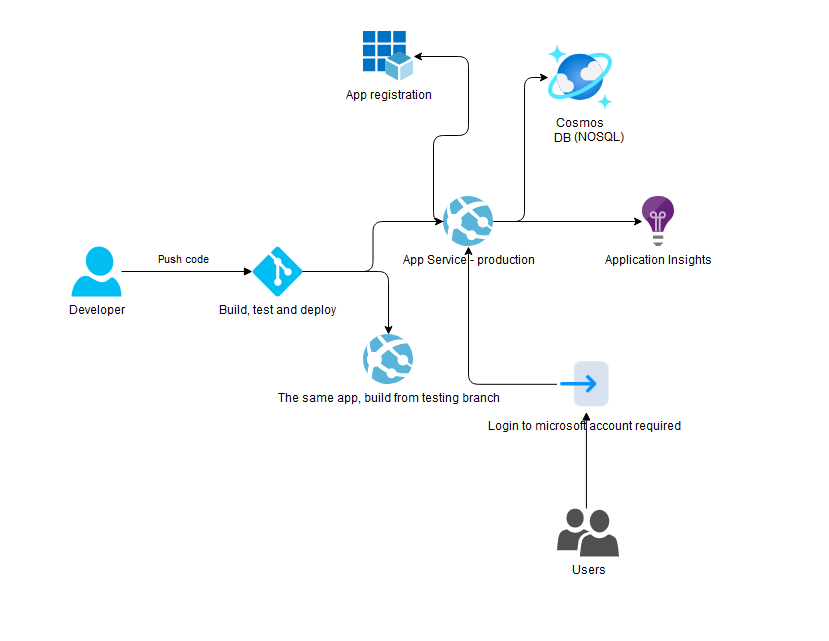 App registration
Cosmos
DB (NOSQL)
App Service - production
Application Insights
Push code
Developer
Build, test and deploy
The same app, build from testing branch
Login to microsoft account required
Users